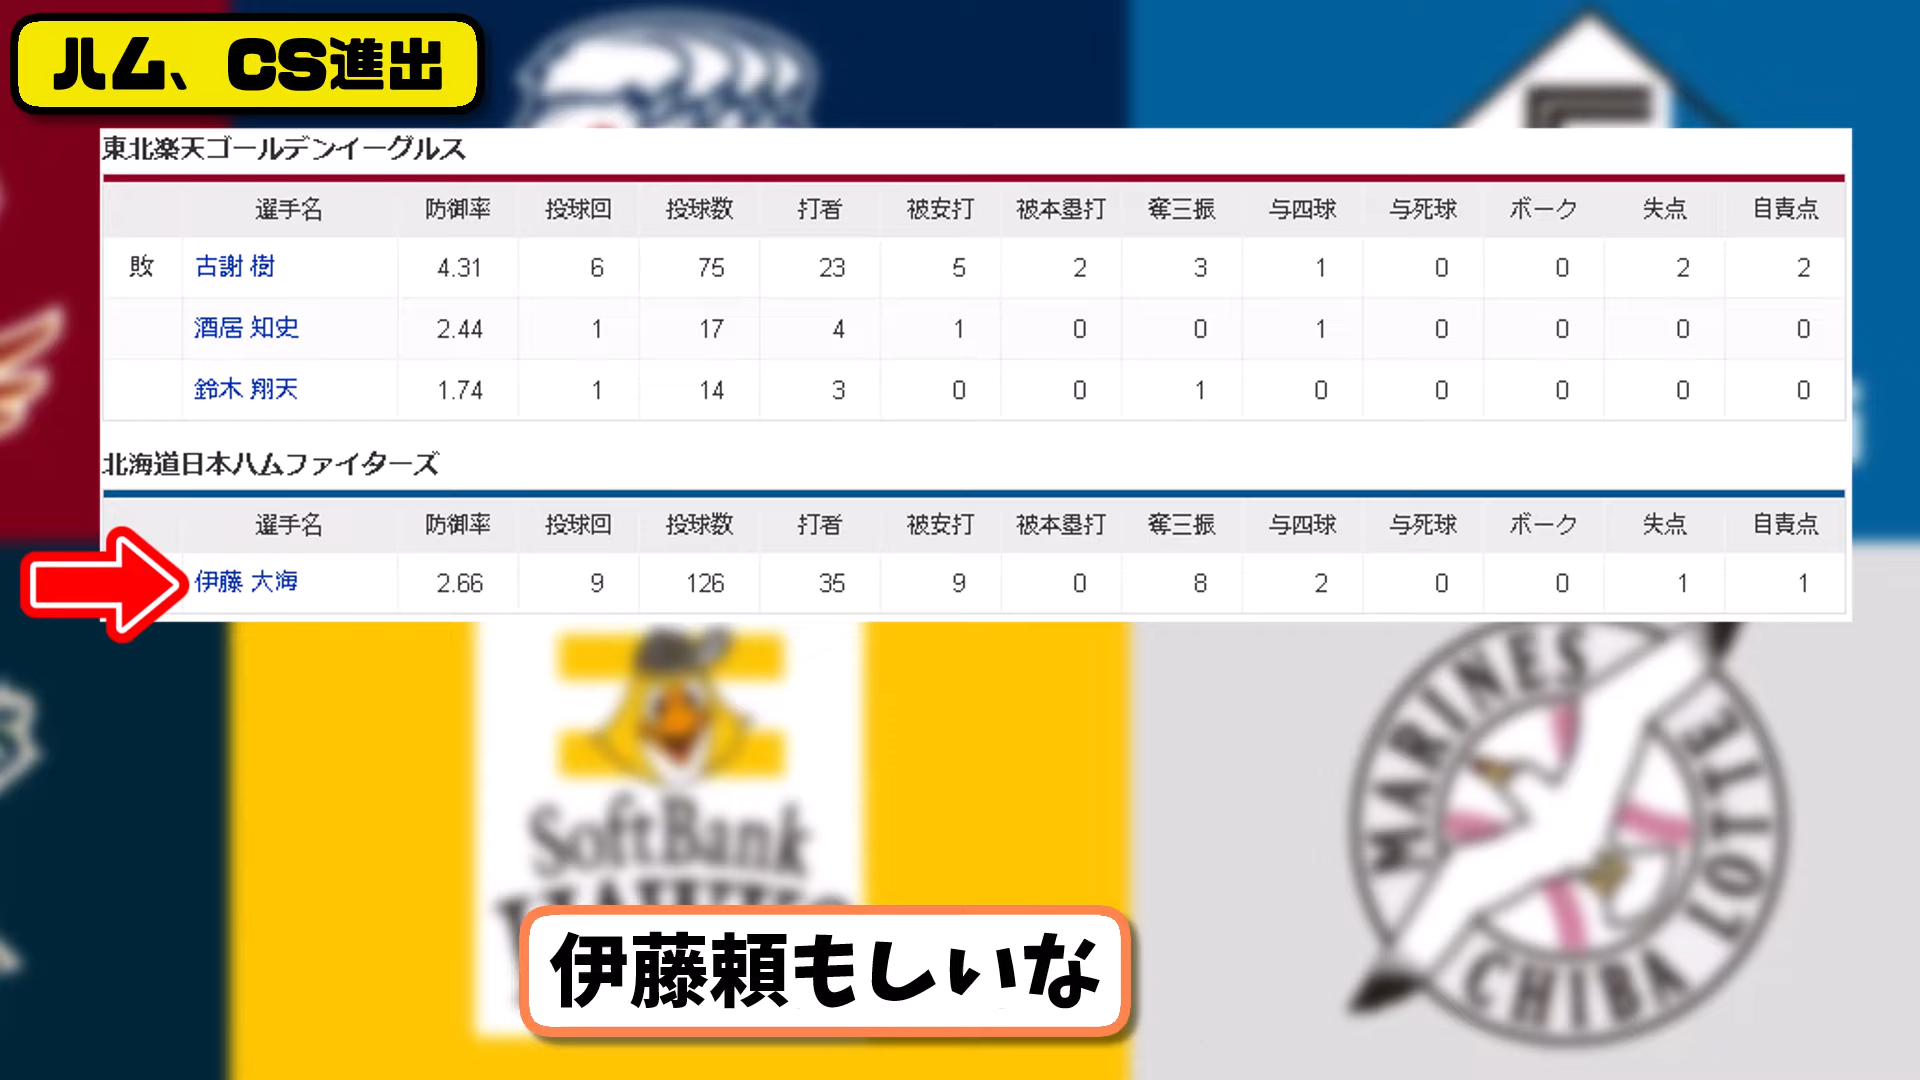 ハム、CS進出
東北楽天ゴールデンイーグルス
選手名 防御率 投球回 投球数 打者 被安打 被本塁打 奪三振 与四球 与死球 ボーク 失点 自責点
敗 古謝 樹 4.31 6 75 23 5 2 3 1 0 0 2 2
酒居 知史 2.44 1 17 4 1 0 0 1 0 0 0 0
鈴木 翔天 1.74 1 14 3 0 0 1 0 0 0 0 0
北海道日本ハムファイターズ
選手名 防御率 投球回 投球数 打者 被安打 被本塁打 奪三振 与四球 与死球 ボーク 失点 自責点
伊藤 大海 2.66 9 126 35 9 0 8 2 0 0 1 1
SoftBank
MARINES
CHIBA LOTTE
伊藤頼もしいな